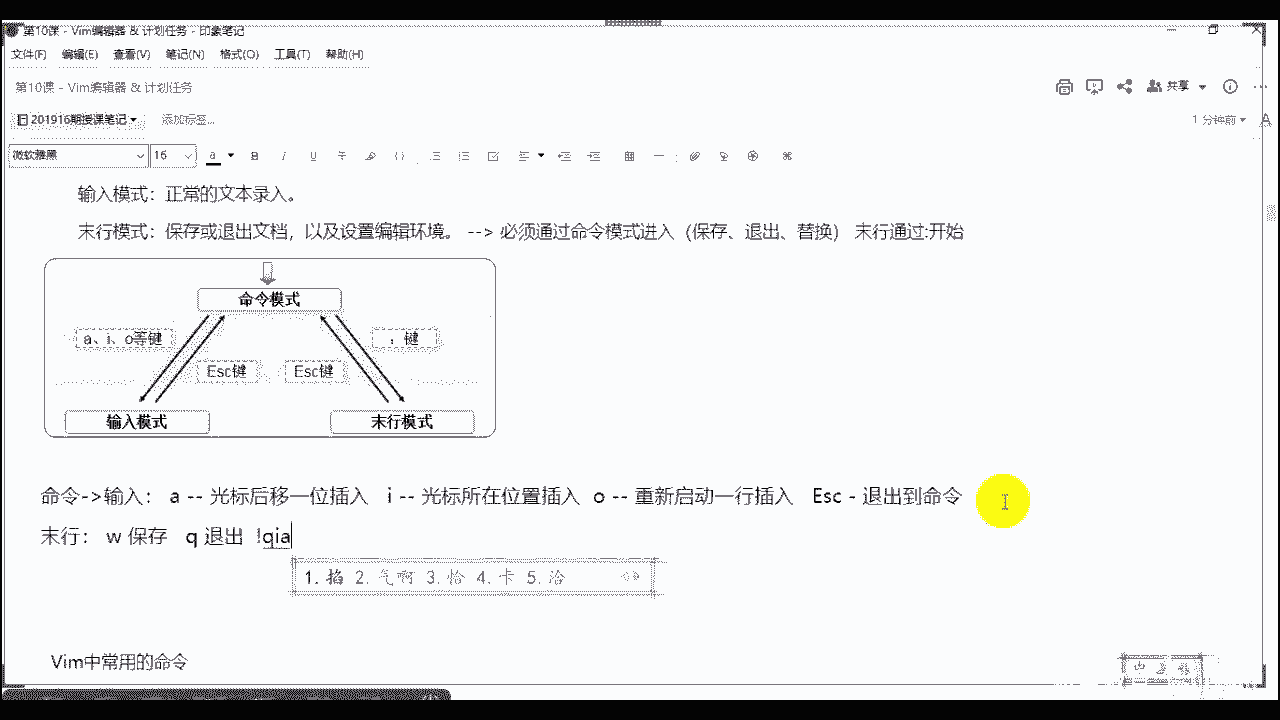 第10课 - Vim编辑器 & 计划任务 - 印象笔记
文件(F) 编辑(E) 查看(V) 笔记(N) 格式(O) 工具(T) 帮助(H)
第10课 - Vim编辑器 & 计划任务
共享
201916期授课笔记
添加标签...
1 分钟前
微软雅黑 16
输入模式：正常的文本录入。
末行模式：保存或退出文档，以及设置编辑环境。 --> 必须通过命令模式进入（保存、退出、替换） 末行通过:开始
命令模式
a、i、o等键
：键
Esc键
Esc键
输入模式
末行模式
命令->输入： a -- 光标后移一位插入 i -- 光标所在位置插入 o -- 重新启动一行插入 Esc - 退出到命令
末行： w 保存 q 退出 !qia
1.掐 2.气啊 3.恰 4.卡 5.洽
Vim中常用的命令